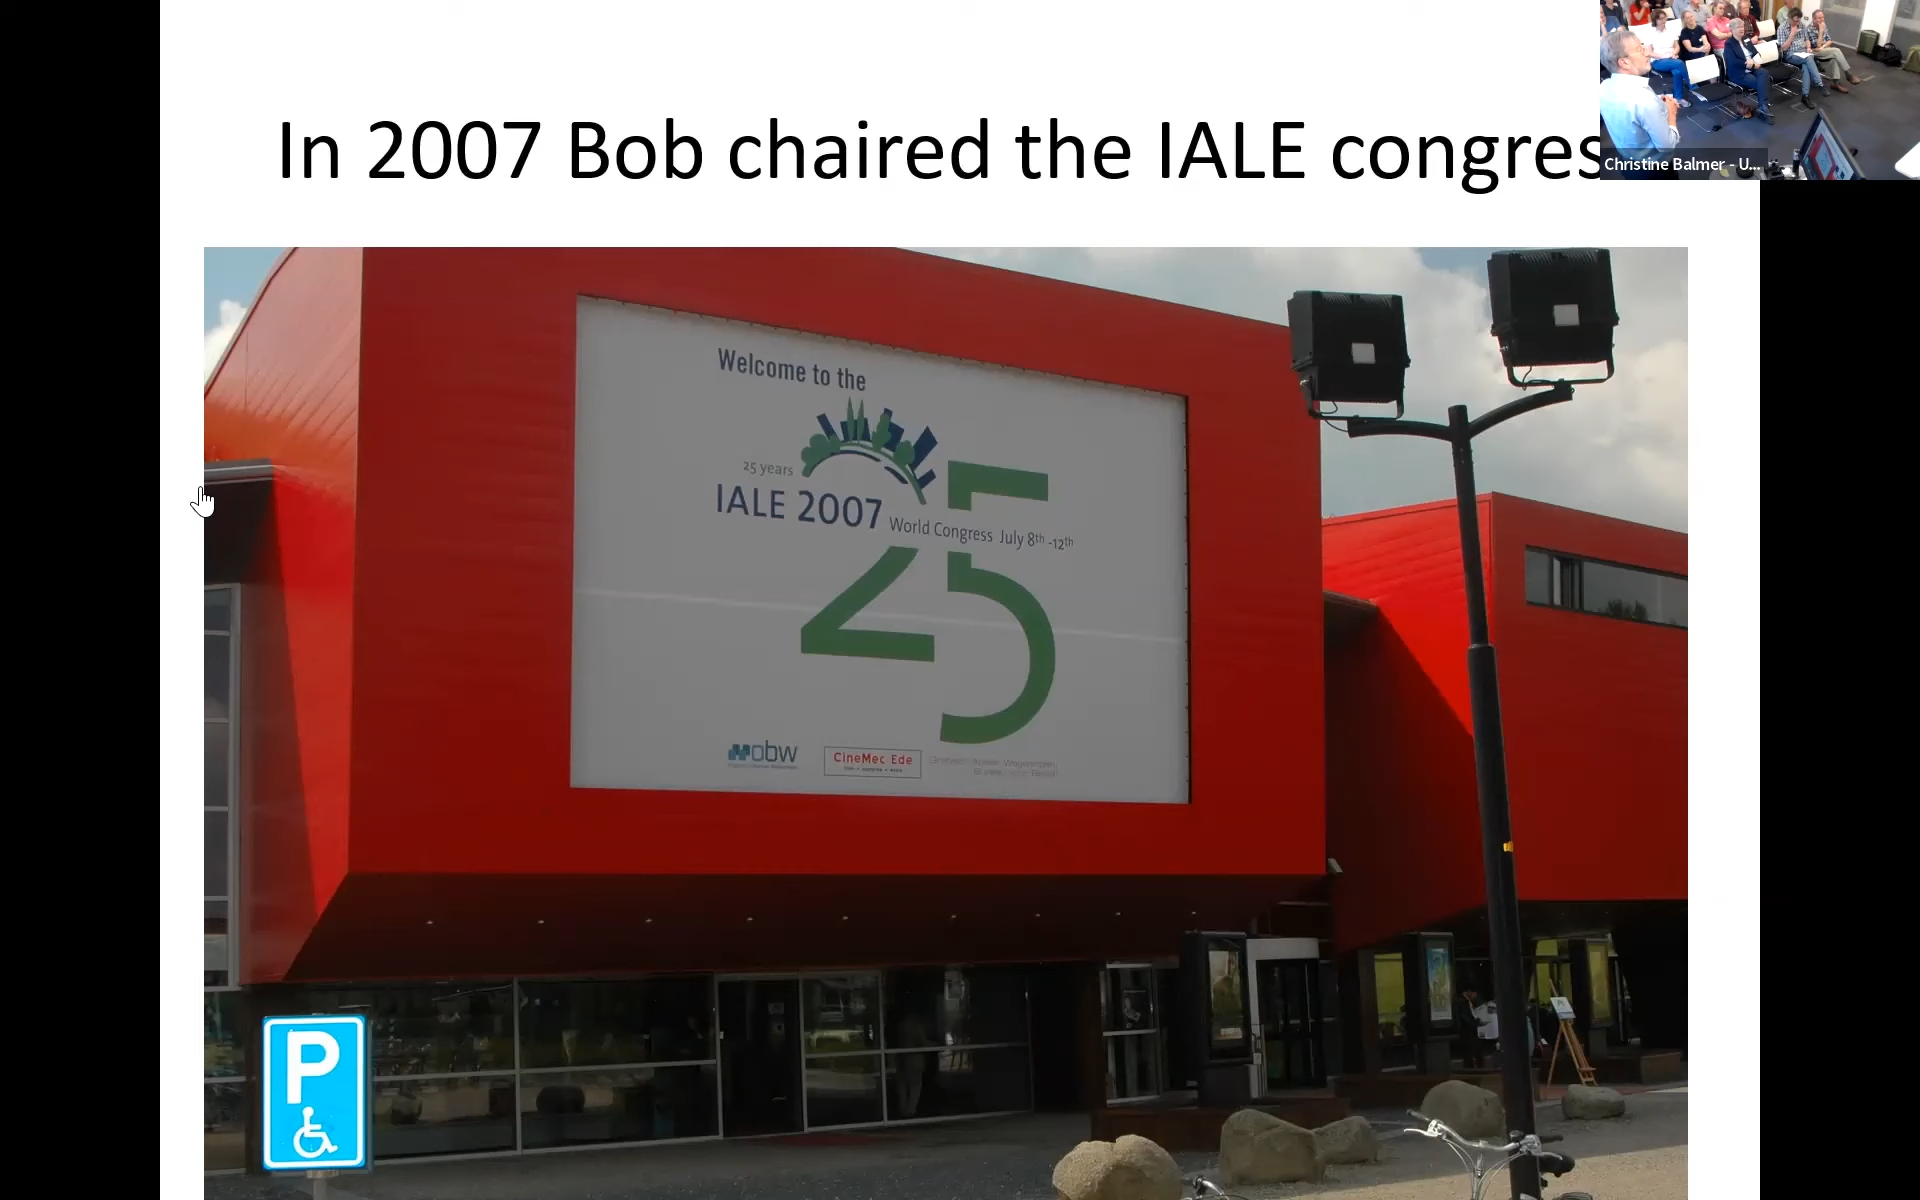 In 2007 Bob chaired the IALE congres
Christine Balmer - U...
Welcome to the
25 years
IALE 2007 World Congress July 8th -12th
25
obw
CineMec Ede
P